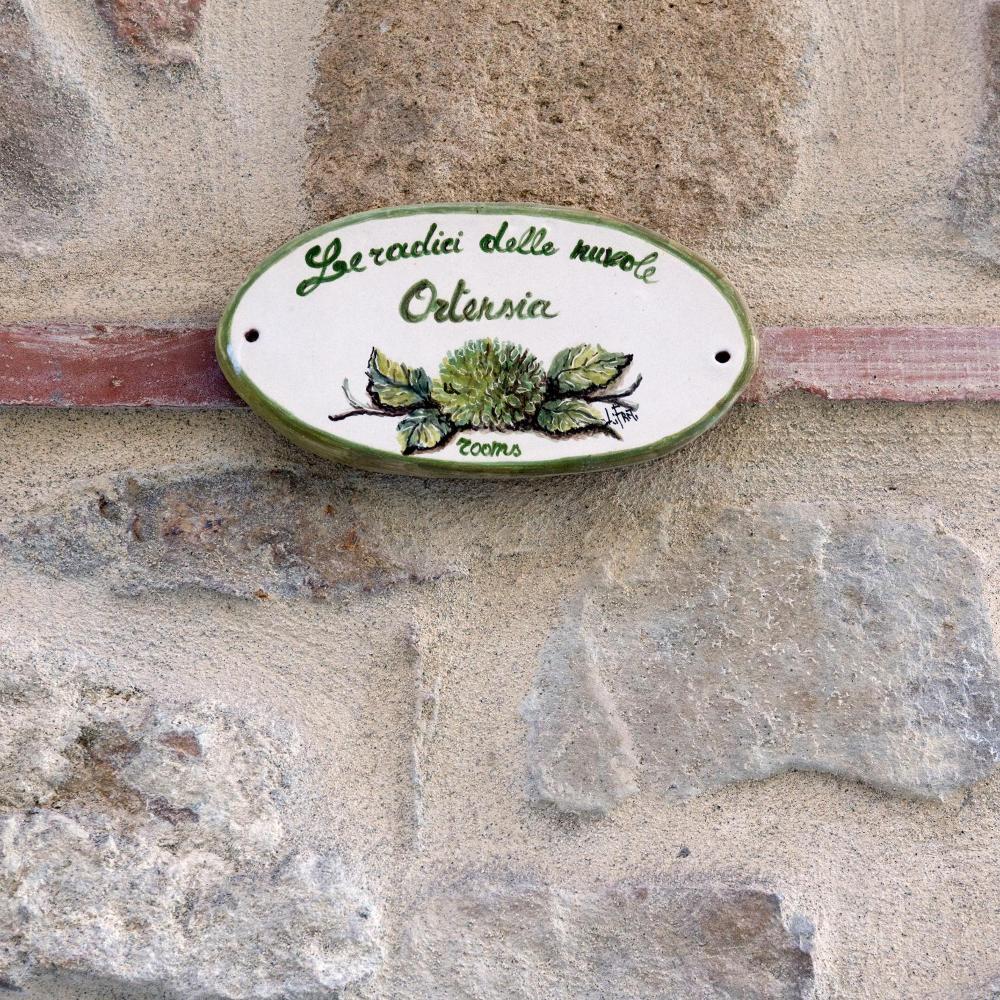 Le radici delle nuvole
Ortensia
rooms